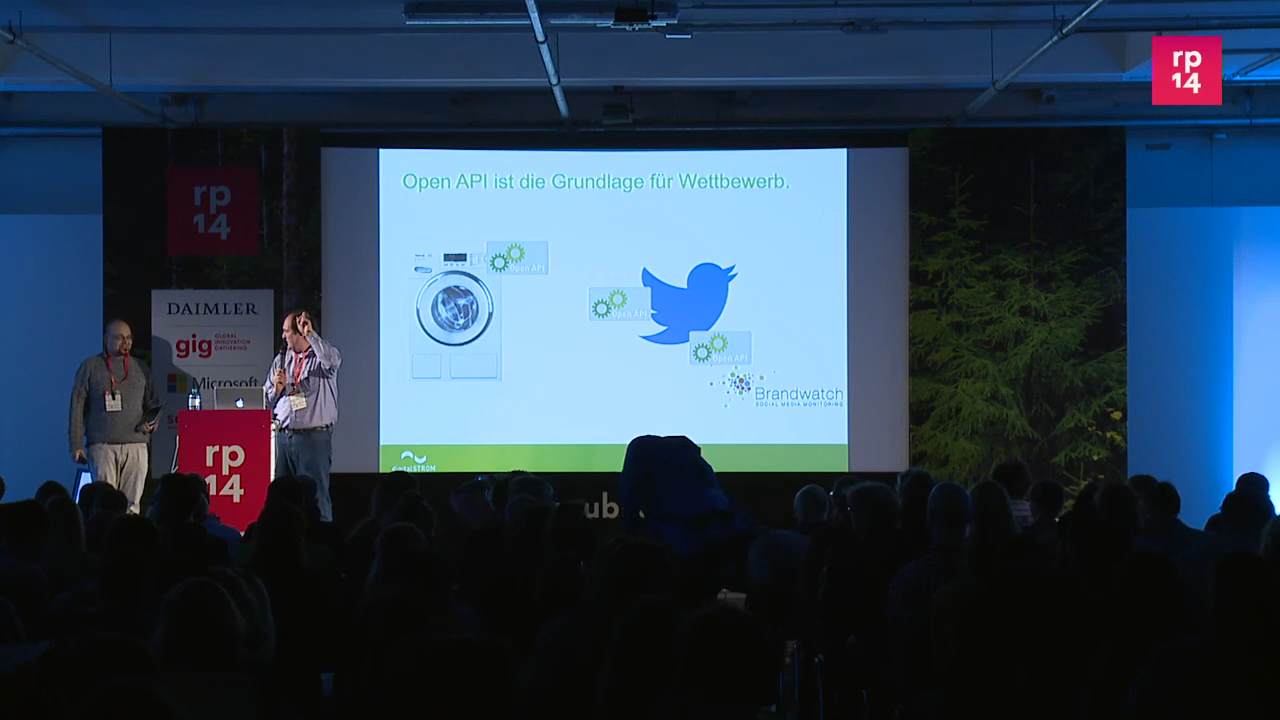 rp
14
rp
14
DAIMLER
gig GLOBAL
INNOVATION
GATHERING
Microsoft
rp
14
Open API ist die Grundlage für Wettbewerb.
Open API
Open API
Open API
Brandwatch
SOCIAL MEDIA MONITORING
digitalSTROM
ub